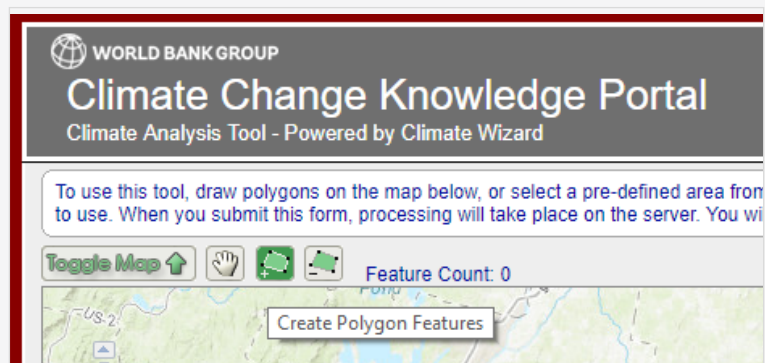 WORLD BANK GROUP
Climate Change Knowledge Portal
Climate Analysis Tool - Powered by Climate Wizard
To use this tool, draw polygons on the map below, or select a pre-defined area from
to use. When you submit this form, processing will take place on the server. You wi
Toggle Map
Feature Count: 0
Pond
US-2
Create Polygon Features